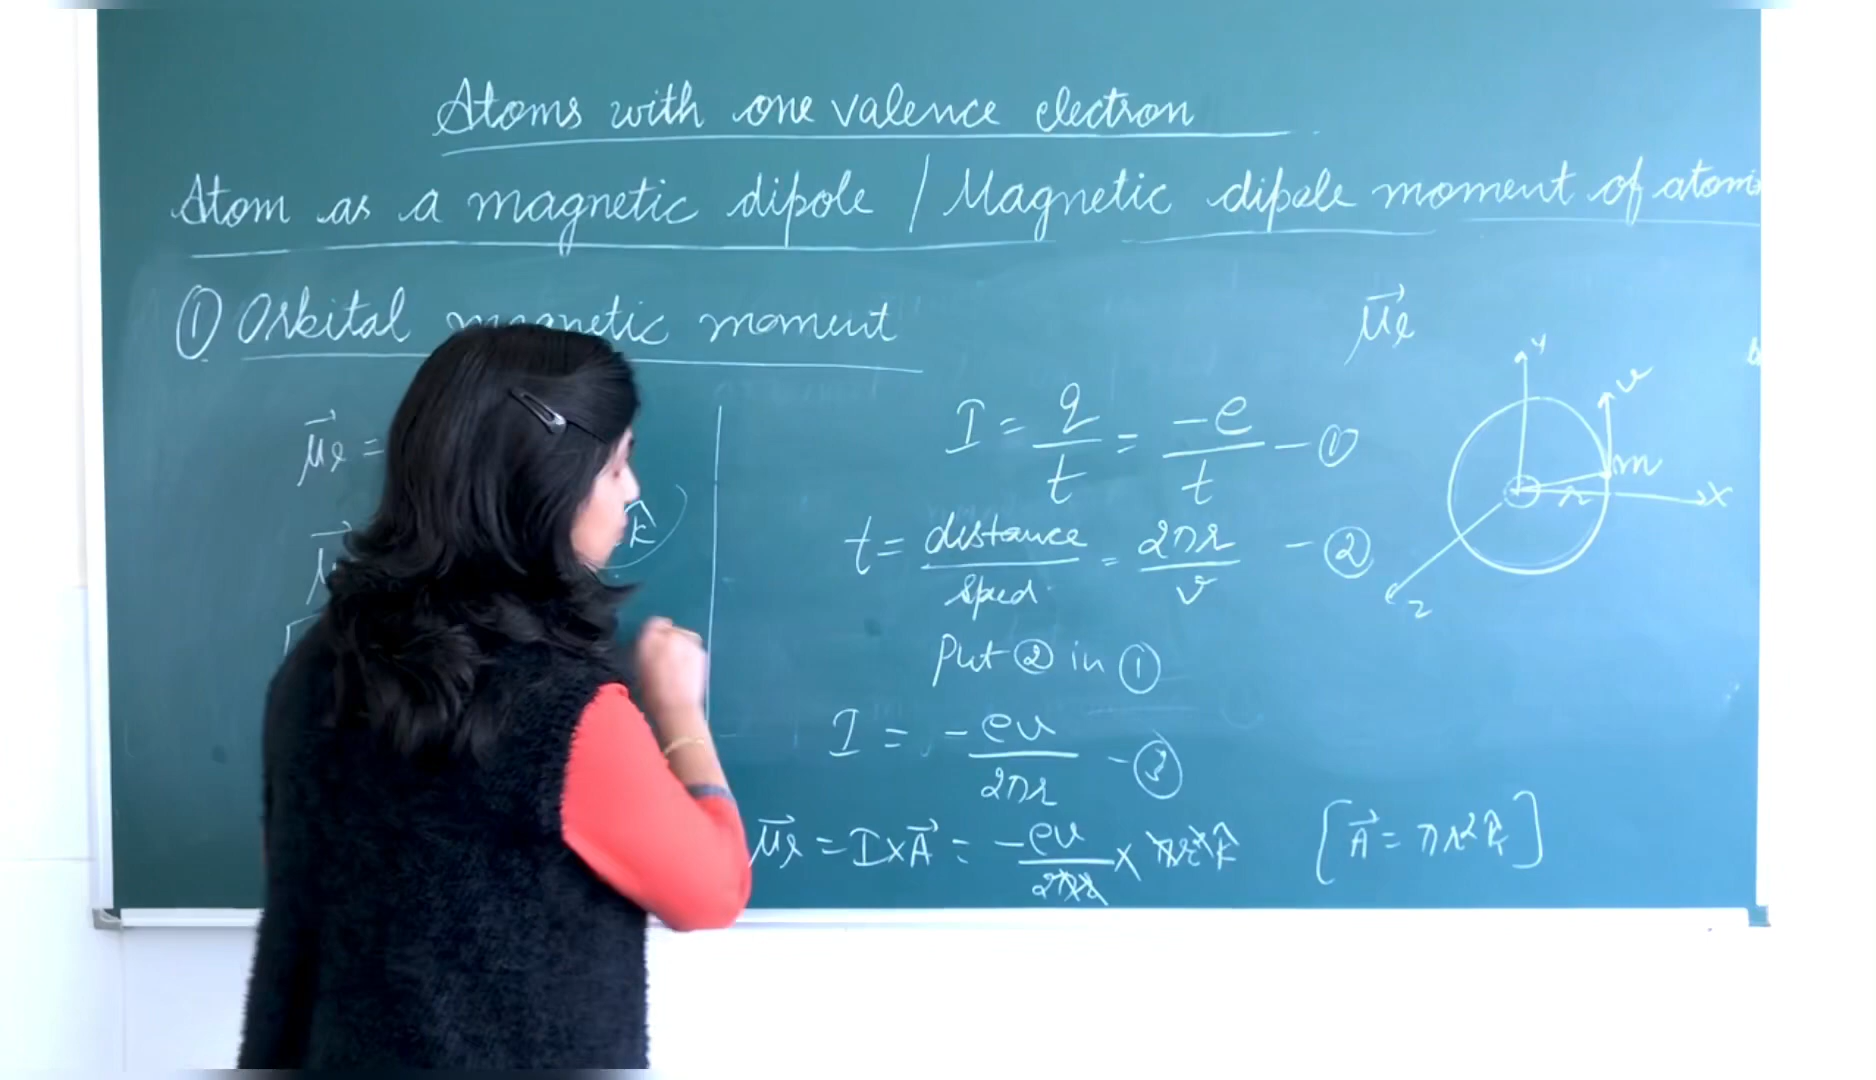 Atoms with one valence electron
Atom as a magnetic dipole / Magnetic dipole moment of atoms
① Orbital magnetic moment
μ⃗ₗ =
k̂
μ⃗ₗ
I = q/t = -e/t - ①
t = distance/speed = 2πr/v - ②
Put ② in ①
I = -ev/2πr - ③
μ⃗ₗ = I×A⃗ = -ev/2πr × πr²k̂ [A⃗ = πr²k̂]
y
v
m
r
x
z